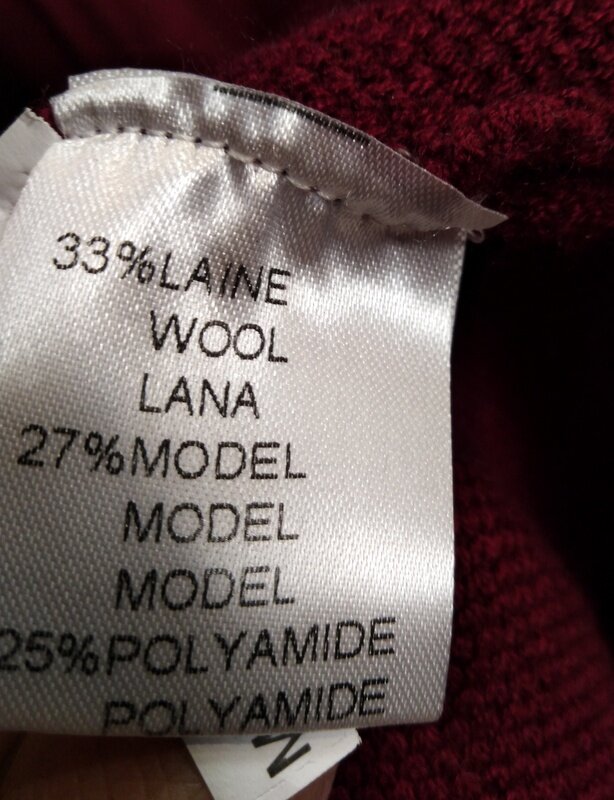 33%LAINE
WOOL
LANA
27%MODEL
MODEL
MODEL
25%POLYAMIDE
POLYAMIDE
M